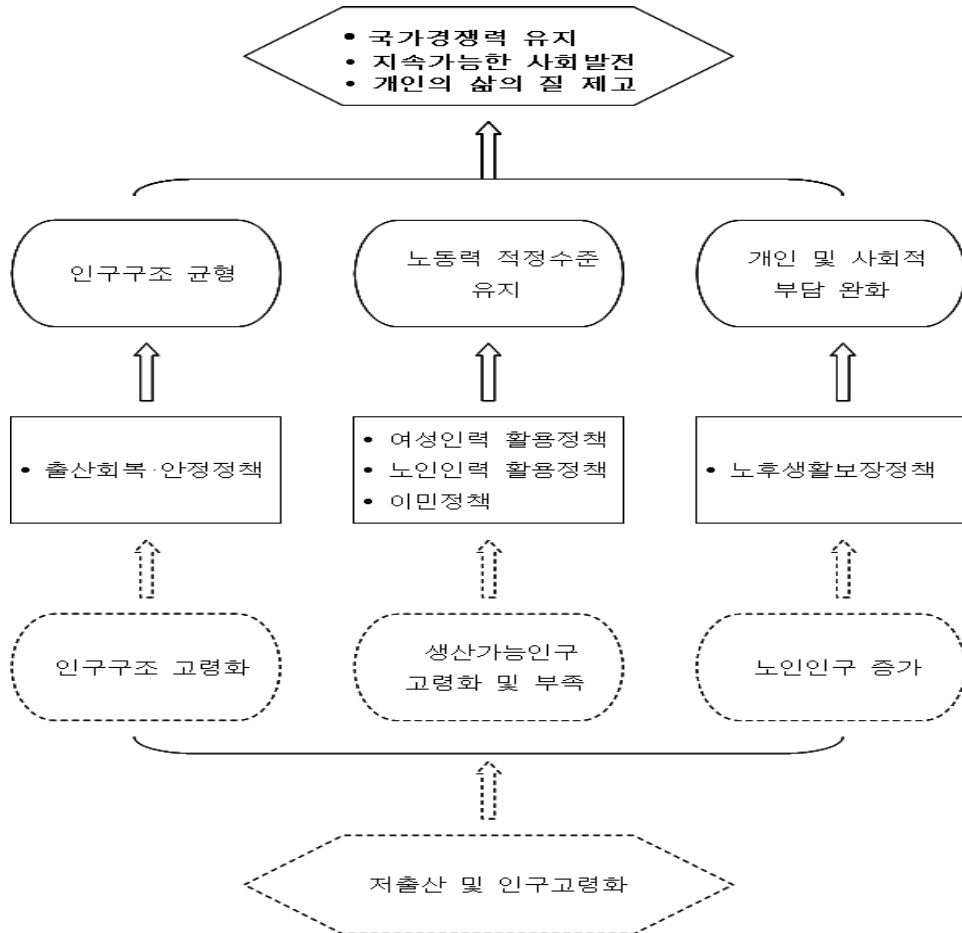 • 국가경쟁력 유지
• 지속가능한 사회발전
• 개인의 삶의 질 제고
인구구조 균형
노동력 적정수준
유지
개인 및 사회적
부담 완화
• 출산회복·안정정책
• 여성인력 활용정책
• 노인인력 활용정책
• 이민정책
• 노후생활보장정책
인구구조 고령화
생산가능인구
고령화 및 부족
노인인구 증가
저출산 및 인구고령화